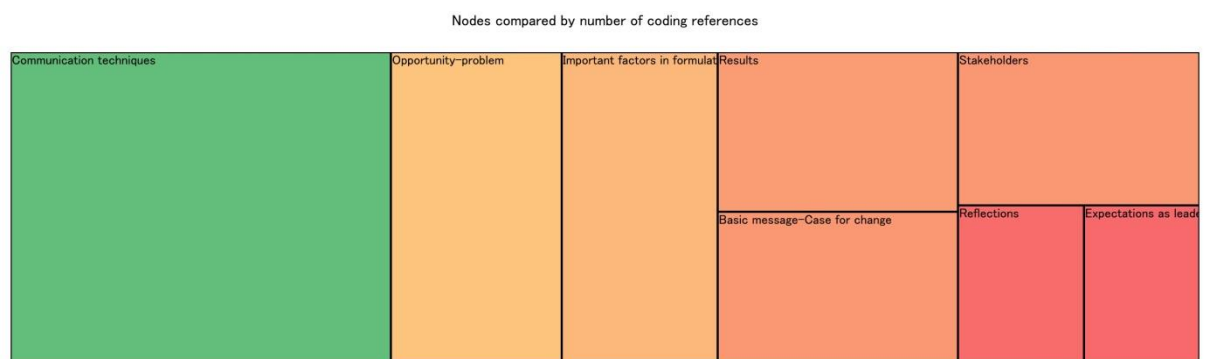 Nodes compared by number of coding references
Communication techniques
Opportunity-problem
Important factors in formulat
Results
Stakeholders
Basic message-Case for change
Reflections
Expectations as leade